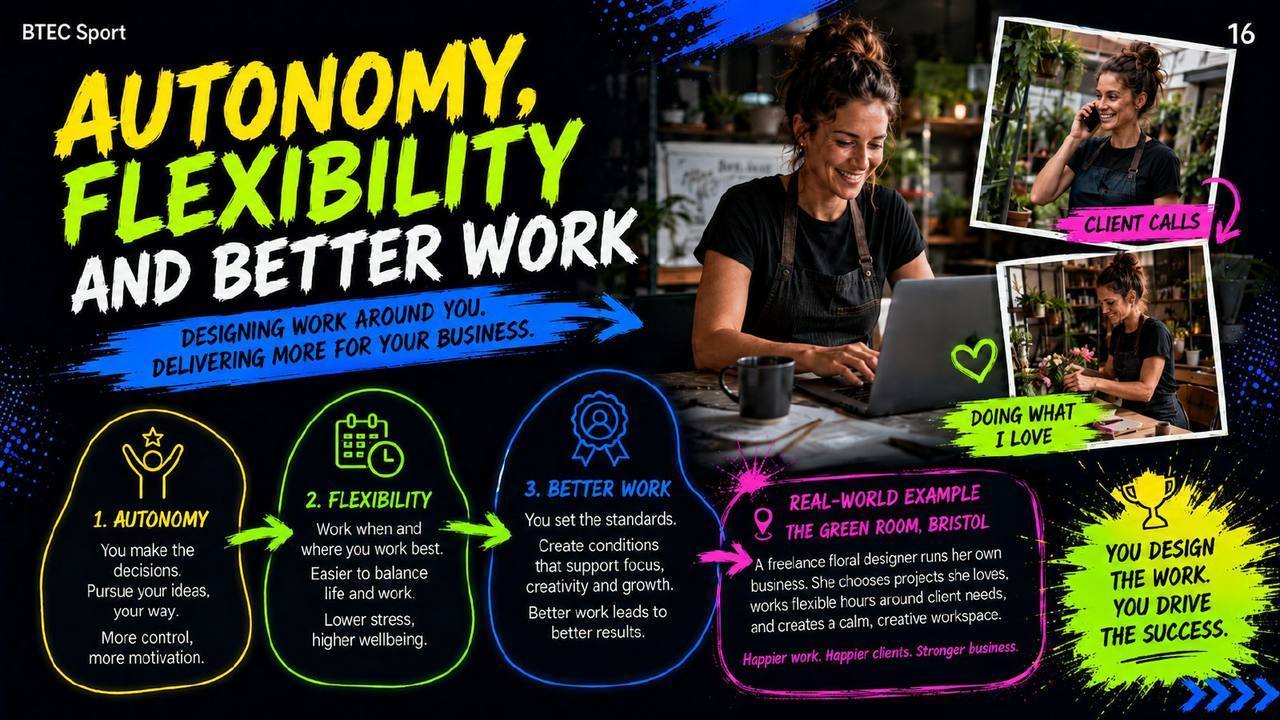 BTEC Sport
16
AUTONOMY,
FLEXIBILITY
AND BETTER WORK
DESIGNING WORK AROUND YOU.
DELIVERING MORE FOR YOUR BUSINESS.
CLIENT CALLS
DOING WHAT
I LOVE
1. AUTONOMY
You make the
decisions.
Pursue your ideas,
your way.
More control,
more motivation.
2. FLEXIBILITY
Work when and
where you work best.
Easier to balance
life and work.
Lower stress,
higher wellbeing.
3. BETTER WORK
You set the standards.
Create conditions
that support focus,
creativity and growth.
Better work leads to
better results.
REAL-WORLD EXAMPLE
THE GREEN ROOM, BRISTOL
A freelance floral designer runs her own
business. She chooses projects she loves,
works flexible hours around client needs,
and creates a calm, creative workspace.
Happier work. Happier clients. Stronger business.
YOU DESIGN
THE WORK.
YOU DRIVE
THE SUCCESS.